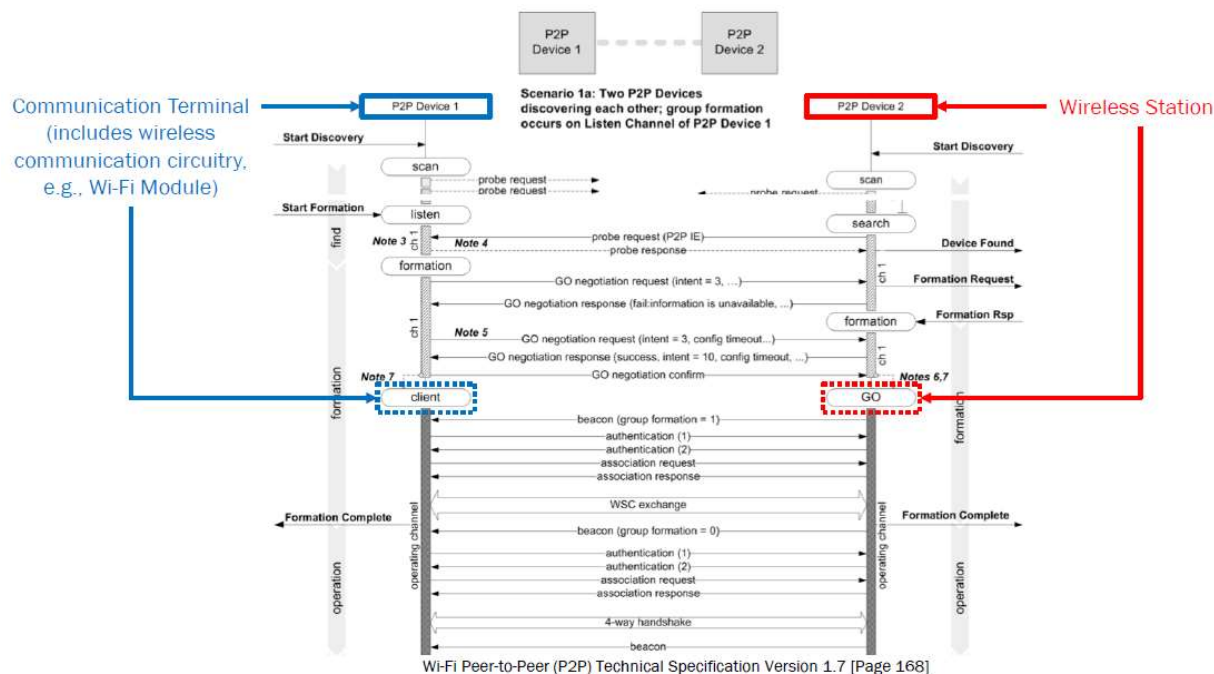 P2P
Device 1
P2P
Device 2
Scenario 1a: Two P2P Devices
discovering each other; group formation
occurs on Listen Channel of P2P Device 1
Communication Terminal
(includes wireless
communication circuitry,
e.g., Wi-Fi Module)
P2P Device 1
P2P Device 2
Wireless Station
Start Discovery
Start Discovery
scan
scan
probe request
probe request
probe request
Start Formation
listen
search
find
Note 3
ch 1
Note 4
probe request (P2P IE)
probe response
Device Found
formation
ch 1
GO negotiation request (intent = 3, ...)
Formation Request
GO negotiation response (fail:information is unavailable, ...)
formation
Formation Rsp
ch 1
Note 5
GO negotiation request (intent = 3, config timeout...)
ch 1
GO negotiation response (success, intent = 10, config timeout, ...)
Note 7
GO negotiation confirm
Notes 6,7
client
GO
formation
formation
beacon (group formation = 1)
authentication (1)
authentication (2)
association request
association response
WSC exchange
Formation Complete
Formation Complete
operating channel
operating channel
beacon (group formation = 0)
authentication (1)
authentication (2)
association request
association response
operation
operation
4-way handshake
beacon
Wi-Fi Peer-to-Peer (P2P) Technical Specification Version 1.7 [Page 168]